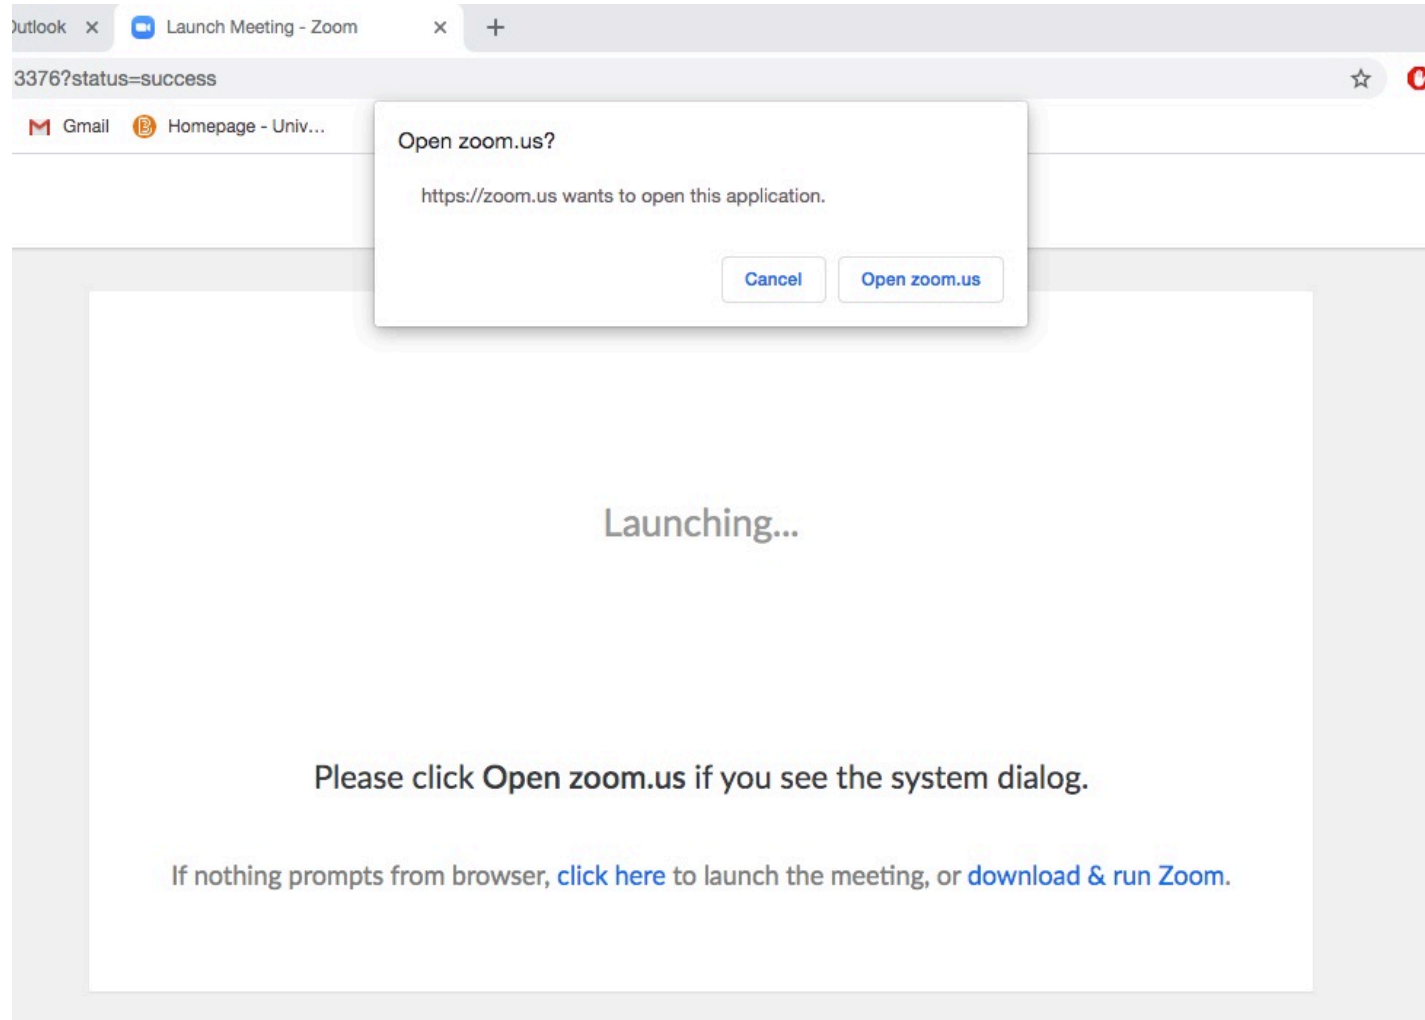 Outlook Launch Meeting - Zoom
3376?status=success
Gmail Homepage - Univ...
Open zoom.us?
https://zoom.us wants to open this application.
Cancel Open zoom.us
Launching...
Please click Open zoom.us if you see the system dialog.
If nothing prompts from browser, click here to launch the meeting, or download & run Zoom.